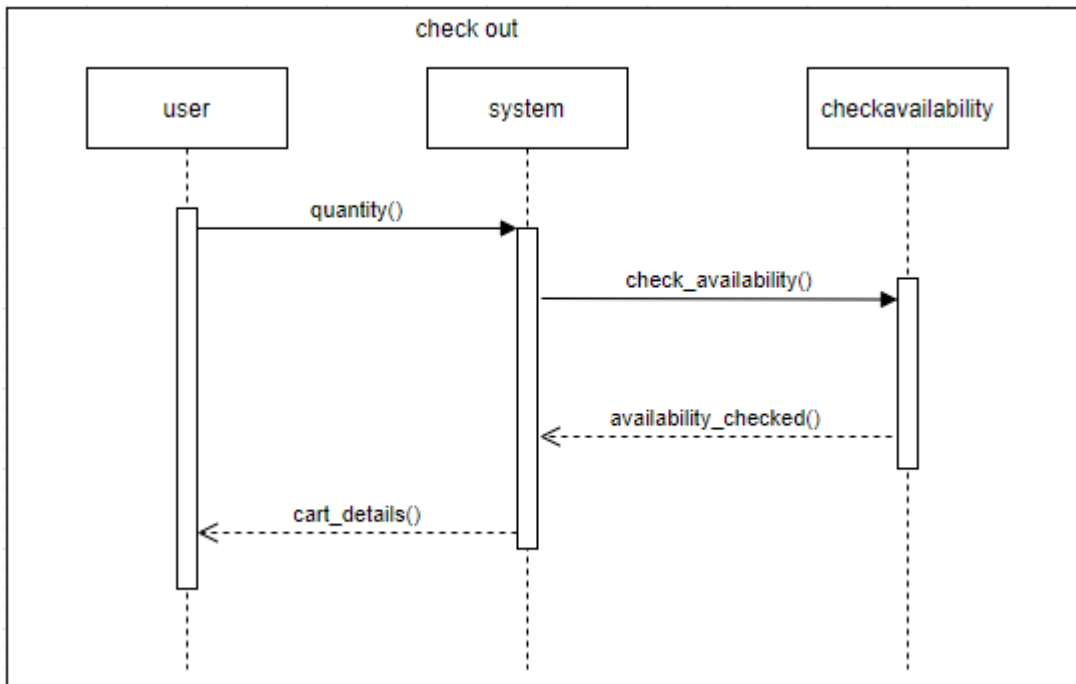 check out
user
system
checkavailability
quantity()
check_availability()
availability_checked()
cart_details()